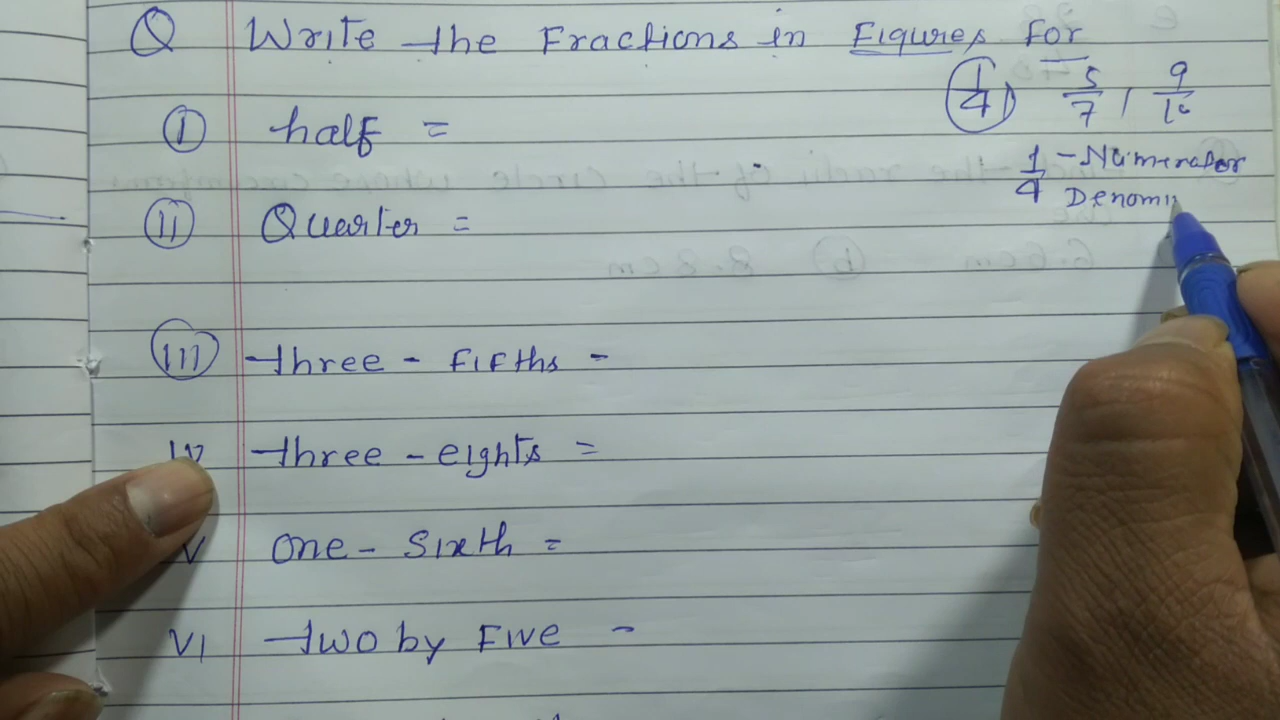 Q Write the Fractions in Figures For
1/4) 5/7, 9/10
I half =
1/4 - Numerator
Denomi
II Quarter =
III three - Fifths -
IV three - eights =
V One - Sixth =
VI two by Five -